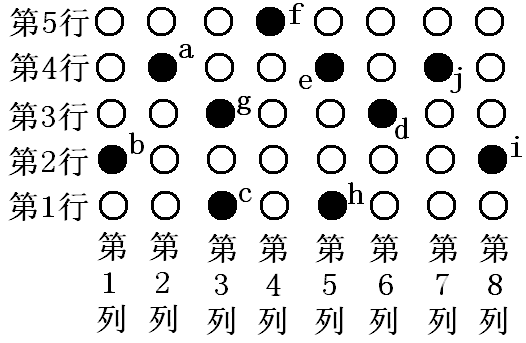 第5行 f
第4行 a e j
第3行 g d
第2行 b i
第1行 c h
第1列 第2列 第3列 第4列 第5列 第6列 第7列 第8列